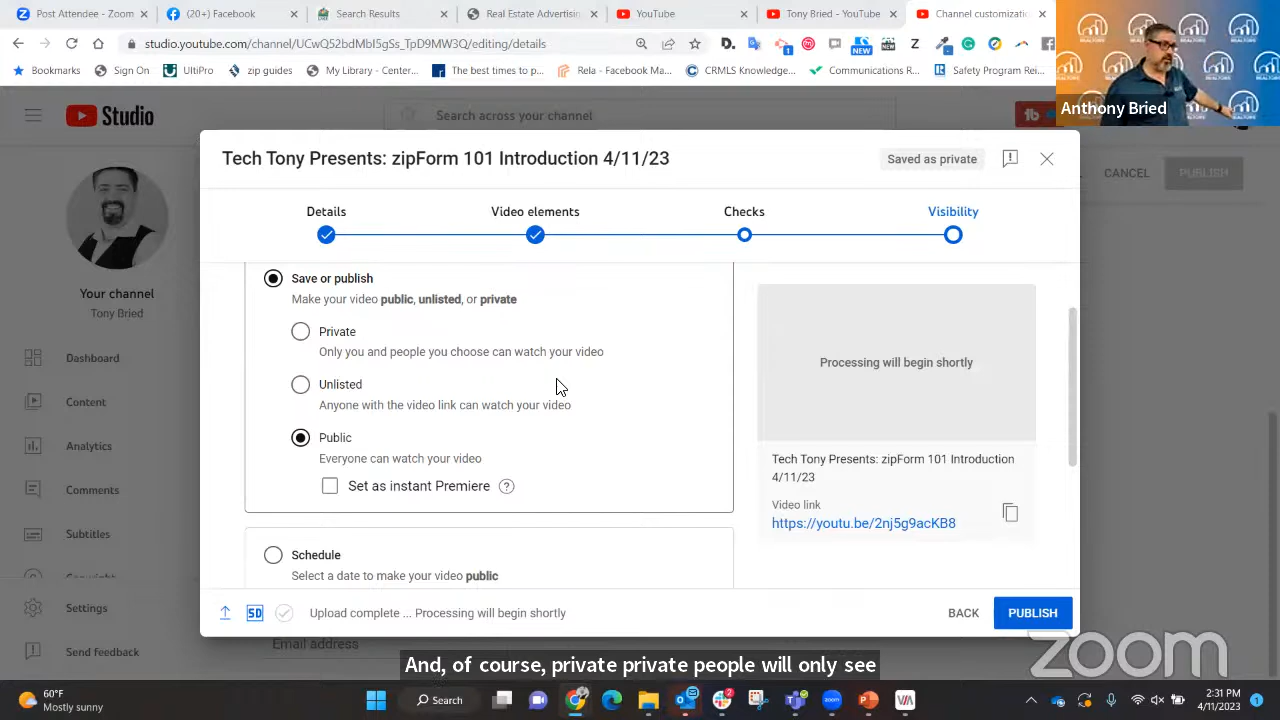 Post Attendee - Zoom
(20+) Facebook
Search Results
Real Estate Advertising
YouTube
Tony Bried - YouTube
Channel customization
studio.youtube.com/channel/
ng/details
Bookmarks
Sign On
UltiPro
zip guides
My Li
Center...
The best times to p...
Rela - Facebook Ma...
CRMLS Knowledge...
Communications R...
Safety Program Rei
NEW
NEW
REALTORS
Anthony Bried
Studio
Search across your channel
CANCEL
PUBLISH
Your channel
Tony Bried
Dashboard
Content
Analytics
Comments
Subtitles
Settings
Send feedback
Tech Tony Presents: zipForm 101 Introduction 4/11/23
Saved as private
Details
Video elements
Checks
Visibility
Save or publish
Make your video public, unlisted, or private
Private
Only you and people you choose can watch your video
Unlisted
Anyone with the video link can watch your video
Public
Everyone can watch your video
Set as instant Premiere
Schedule
Select a date to make your video public
Processing will begin shortly
Tech Tony Presents: zipForm 101 Introduction
4/11/23
Video link
https://youtu.be/2nj5g9acKB8
SD
Upload complete ... Processing will begin shortly
BACK
PUBLISH
Email address
And, of course, private private people will only see
zoom
60°F
Mostly sunny
Search
zoom
2:31 PM
4/11/2023